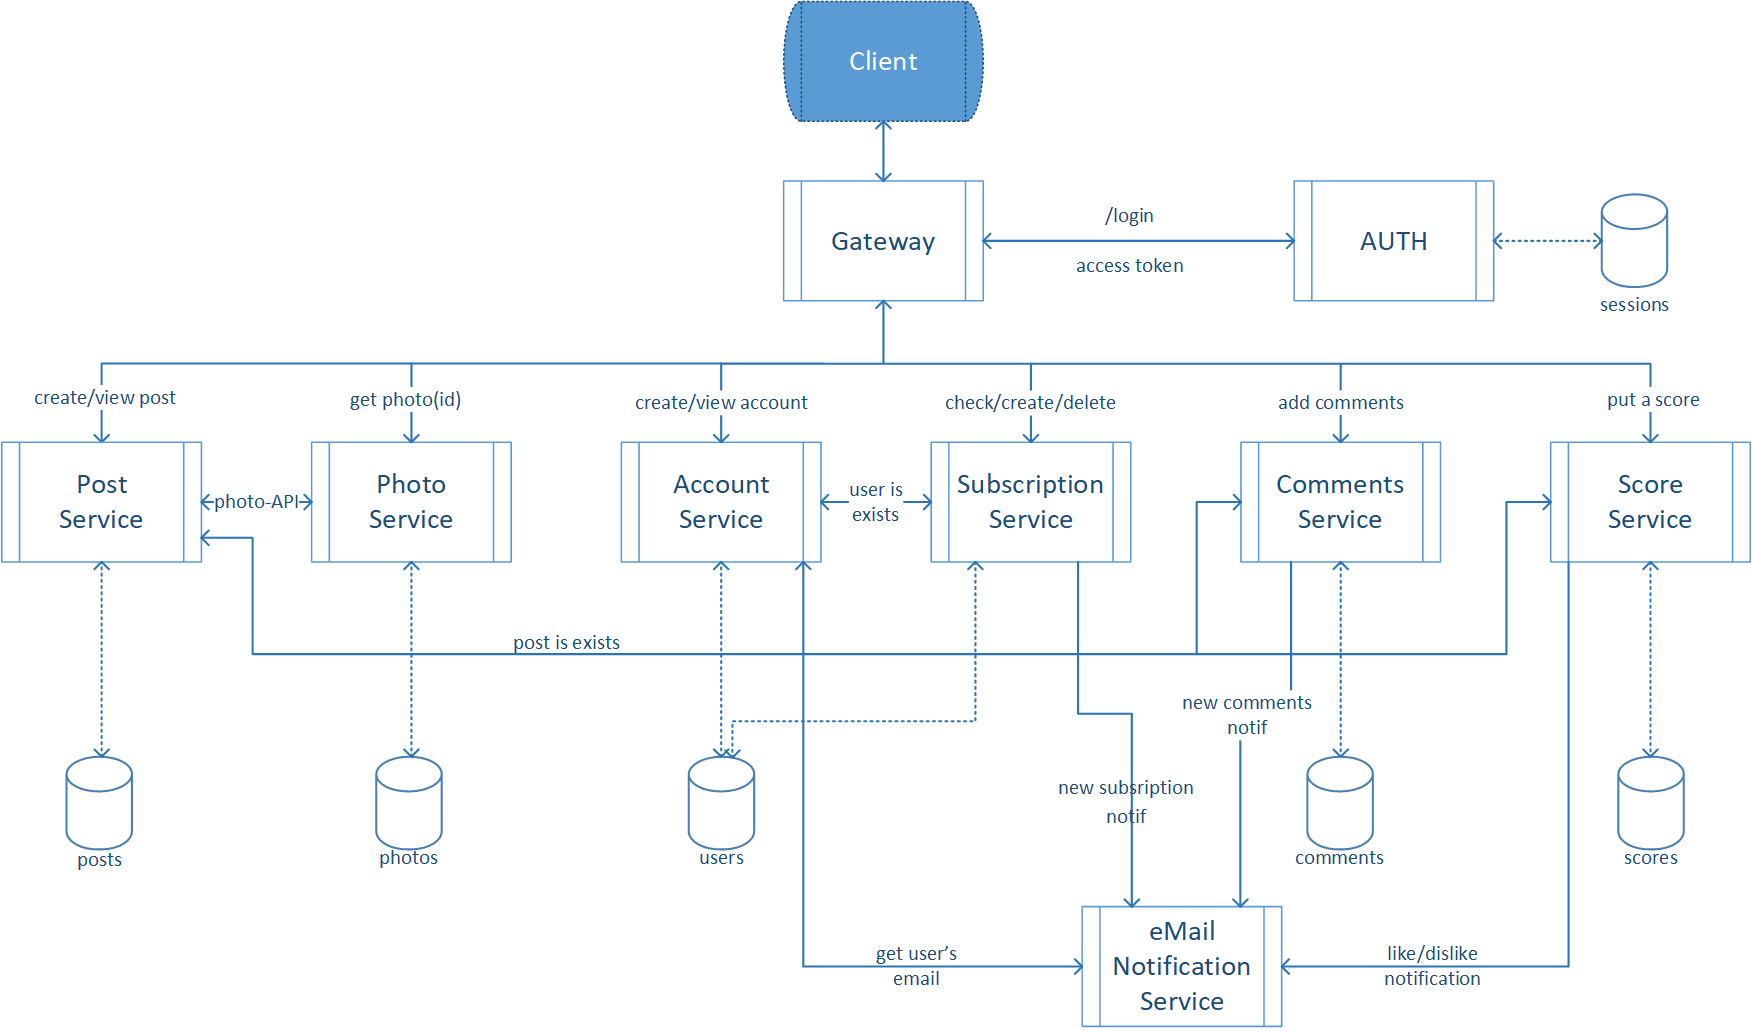 Client
Gateway
/login
access token
AUTH
sessions
create/view post
get photo(id)
create/view account
check/create/delete
add comments
put a score
Post
Service
photo-API
Photo
Service
Account
Service
user is
exists
Subscription
Service
Comments
Service
Score
Service
post is exists
new comments
notif
new subsription
notif
posts
photos
users
comments
scores
get user’s
email
eMail
Notification
Service
like/dislike
notification